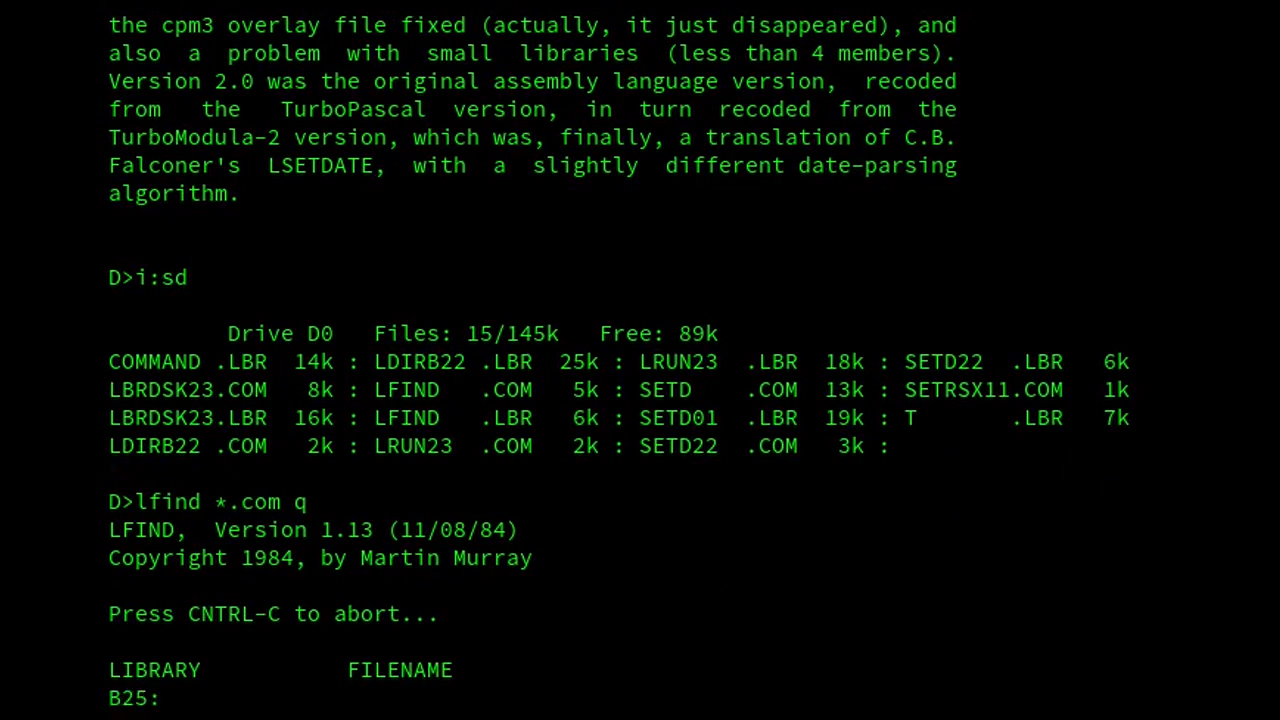 the cpm3 overlay file fixed (actually, it just disappeared), and
also  a  problem  with  small  libraries  (less than 4 members).
Version 2.0 was the original assembly language version,  recoded
from   the   TurboPascal  version,  in  turn  recoded  from  the
TurboModula-2 version, which was, finally, a translation of C.B.
Falconer's  LSETDATE,  with  a  slightly  different date-parsing
algorithm.
D>i:sd
         Drive D0   Files: 15/145k   Free: 89k
COMMAND .LBR  14k : LDIRB22 .LBR  25k : LRUN23  .LBR  18k : SETD22  .LBR   6k
LBRDSK23.COM   8k : LFIND   .COM   5k : SETD    .COM  13k : SETRSX11.COM   1k
LBRDSK23.LBR  16k : LFIND   .LBR   6k : SETD01  .LBR  19k : T       .LBR   7k
LDIRB22 .COM   2k : LRUN23  .COM   2k : SETD22  .COM   3k :
D>lfind *.com q
LFIND,  Version 1.13 (11/08/84)
Copyright 1984, by Martin Murray
Press CNTRL-C to abort...
LIBRARY           FILENAME
B25: